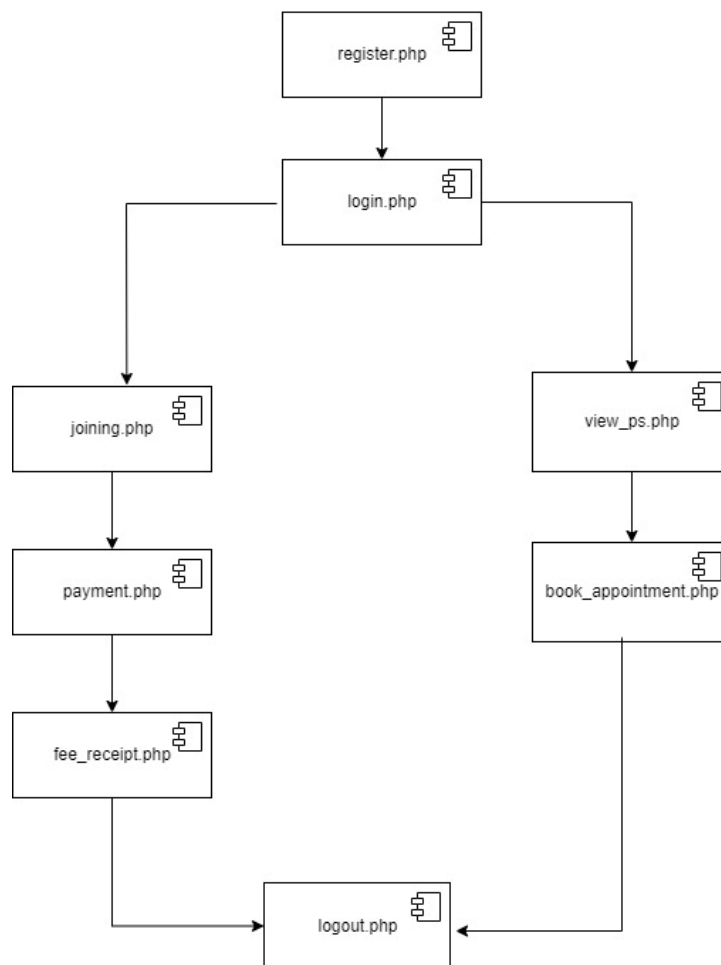 register.php
login.php
joining.php
view_ps.php
payment.php
book_appointment.php
fee_receipt.php
logout.php